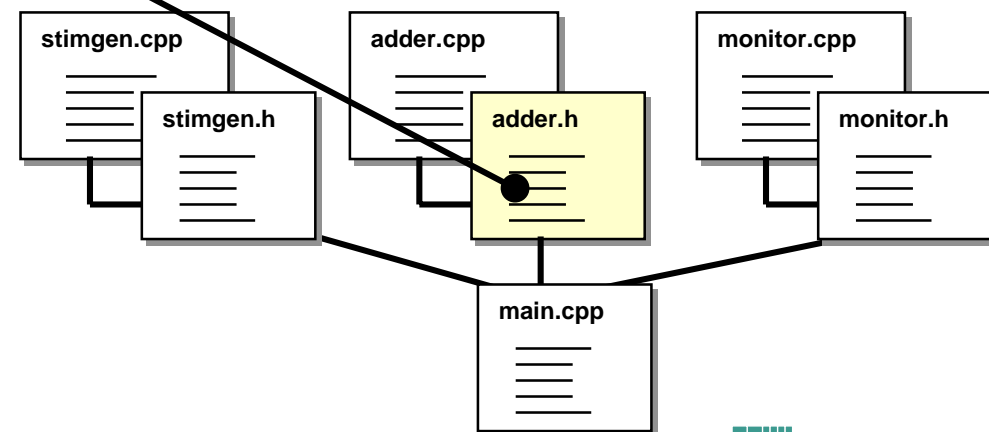 stimgen.cpp
adder.cpp
monitor.cpp
stimgen.h
adder.h
monitor.h
main.cpp